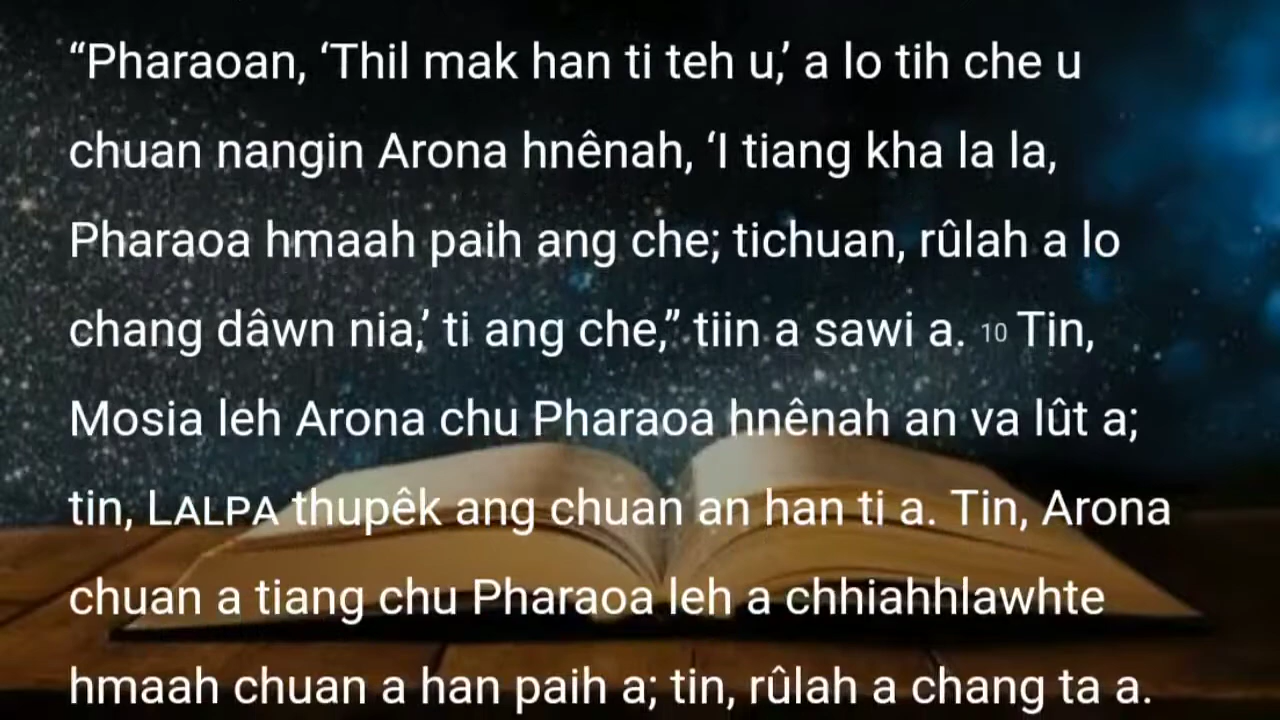 “Pharaoan, ‘Thil mak han ti teh u,’ a lo tih che u
chuan nangin Arona hnênah, ‘I tiang kha la la,
Pharaoa hmaah paih ang che; tichuan, rûlah a lo
chang dâwn nia,’ ti ang che,” tiin a sawi a. 10 Tin,
Mosia leh Arona chu Pharaoa hnênah an va lût a;
tin, LALPA thupêk ang chuan an han ti a. Tin, Arona
chuan a tiang chu Pharaoa leh a chhiahhlawhte
hmaah chuan a han paih a; tin, rûlah a chang ta a.